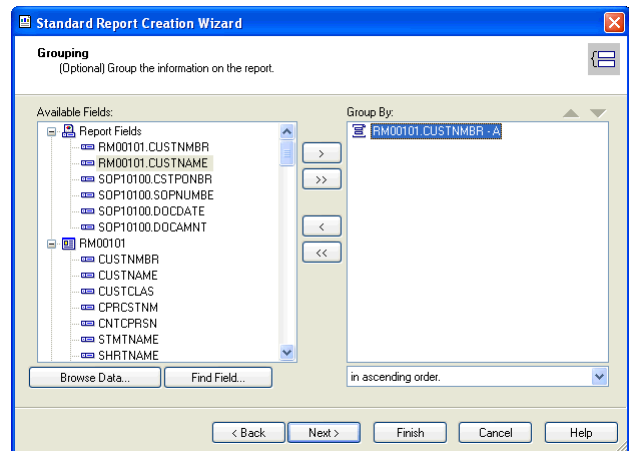 Standard Report Creation Wizard
Grouping
(Optional) Group the information on the report.
Available Fields:
Report Fields
RM00101.CUSTNMBR
RM00101.CUSTNAME
SOP10100.CSTPONBR
SOP10100.SOPNUMBE
SOP10100.DOCDATE
SOP10100.DOCAMNT
RM00101
CUSTNMBR
CUSTNAME
CUSTCLAS
CPRCSTNM
CNTCPRSN
STMTNAME
SHRTNAME
>
>>
<
<<
Group By:
RM00101.CUSTNMBR - A
Browse Data...
Find Field...
in ascending order.
< Back
Next >
Finish
Cancel
Help